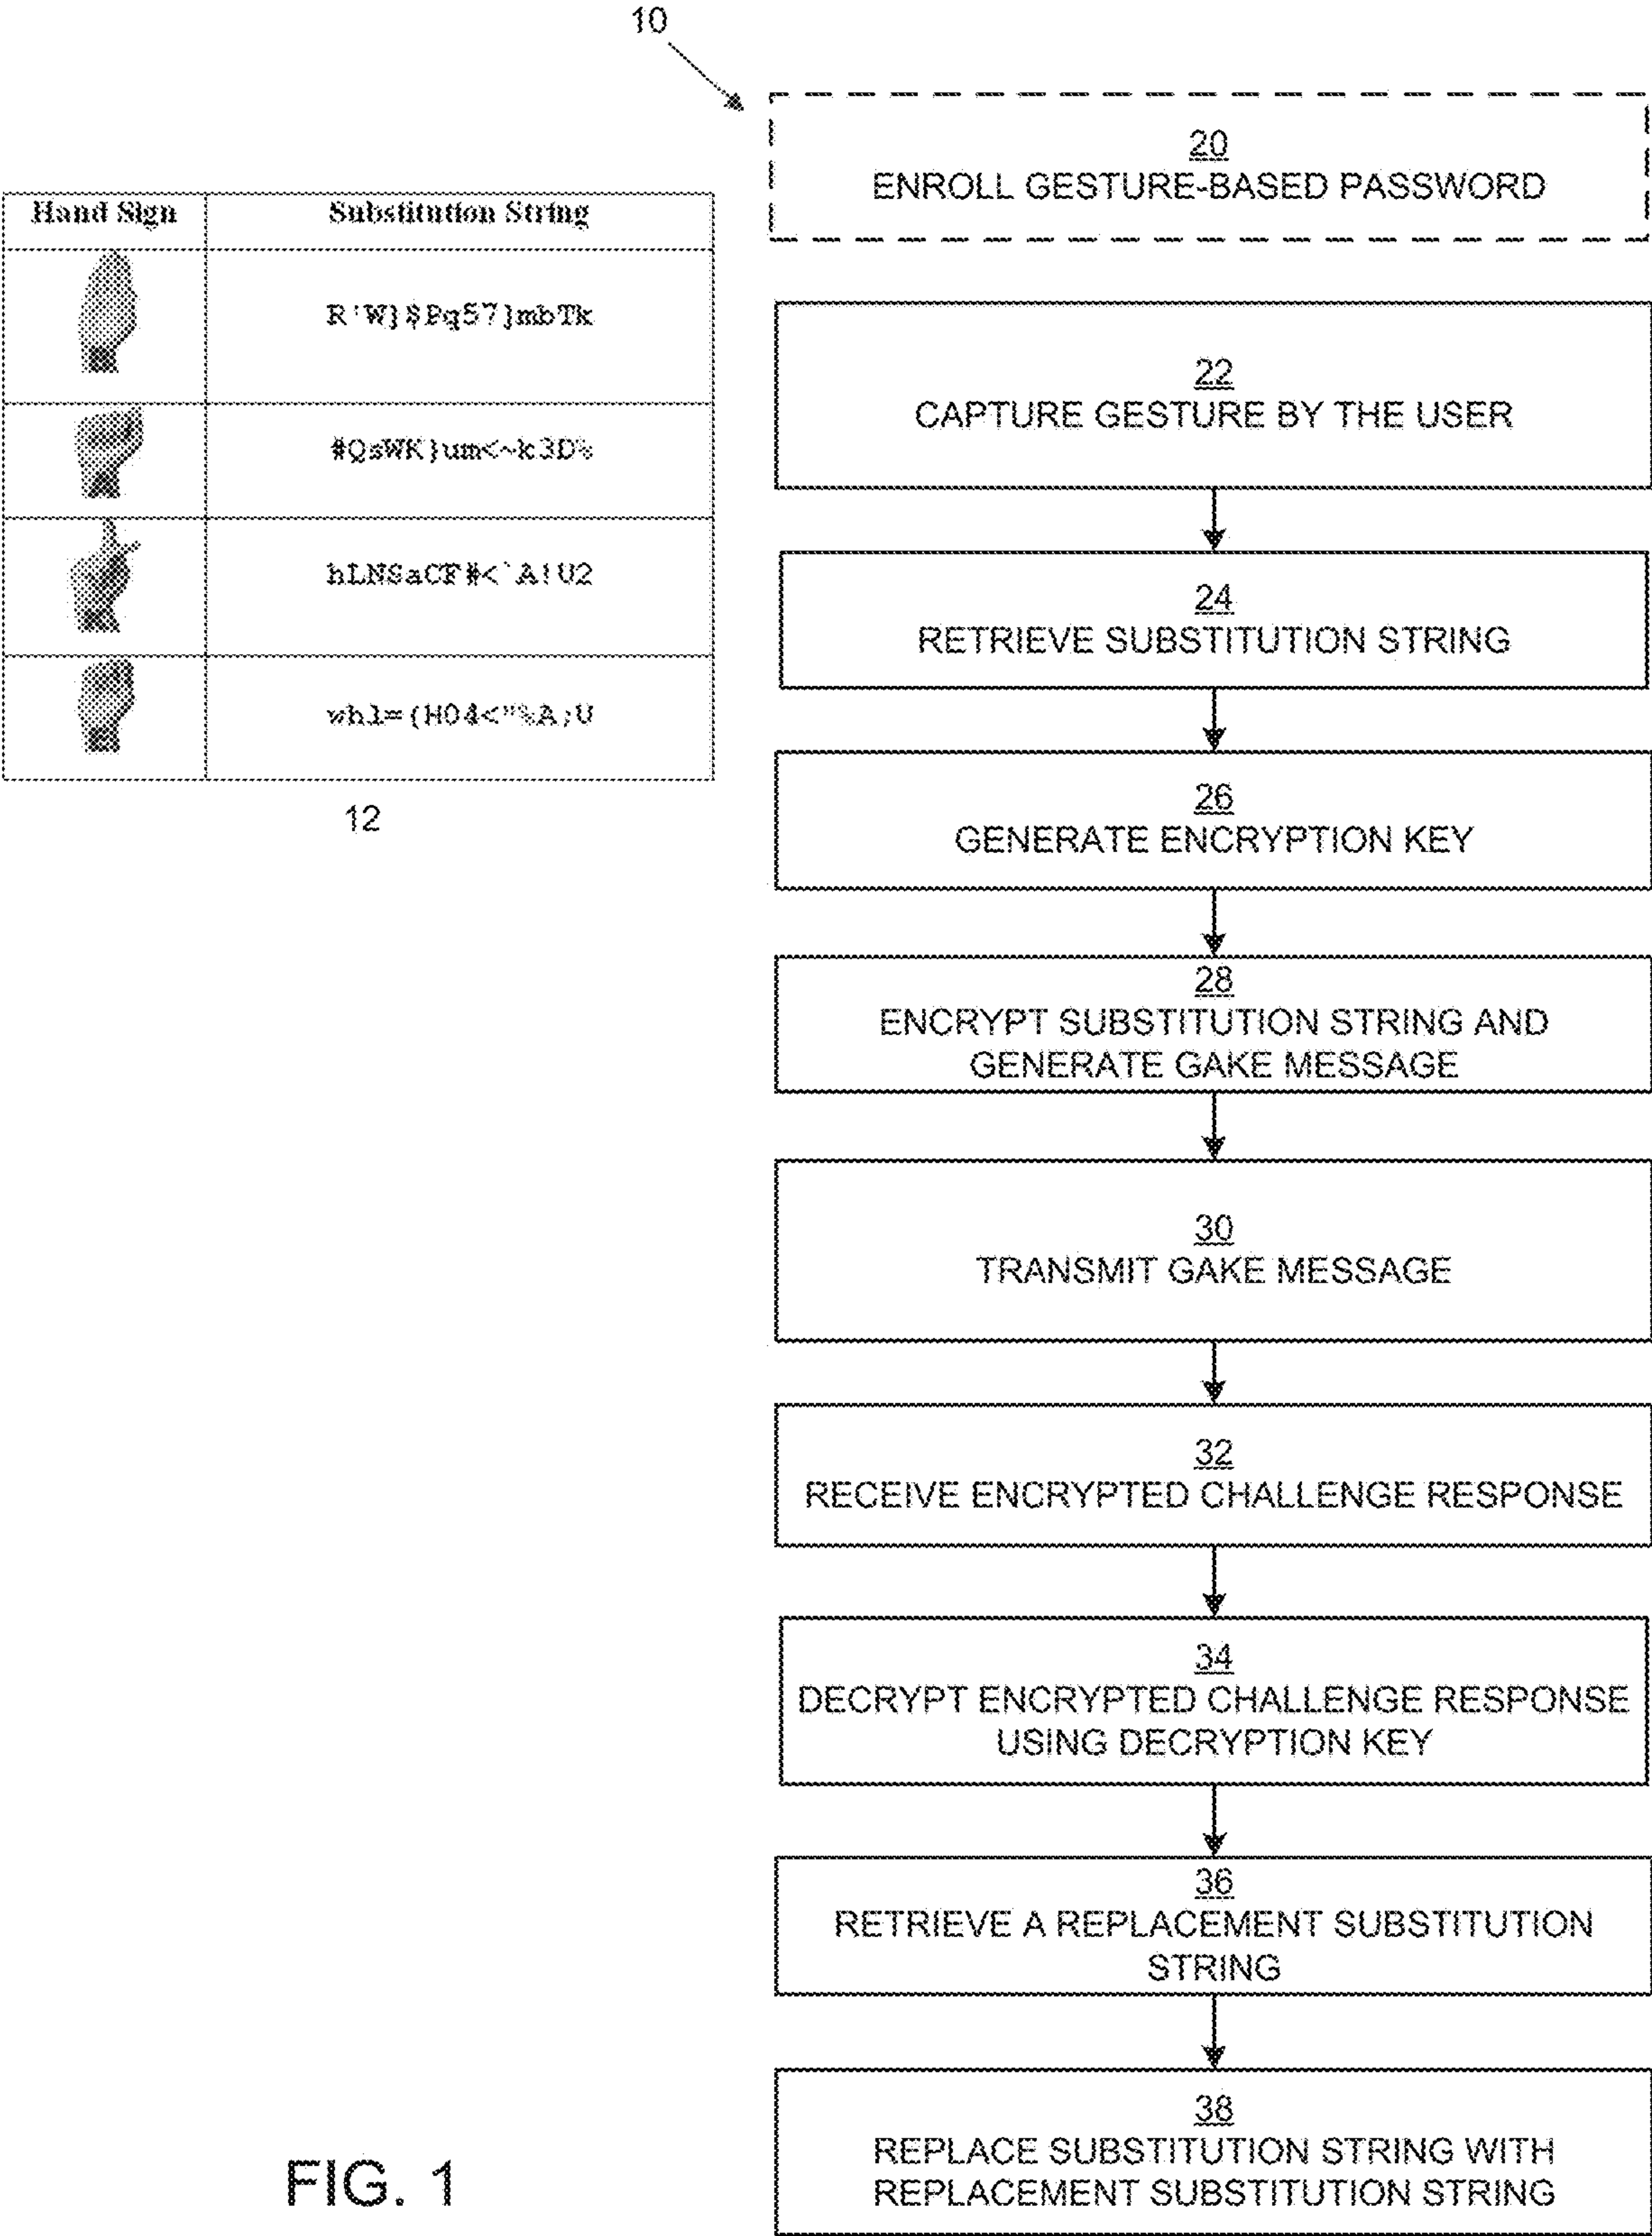 10
20
ENROLL GESTURE-BASED PASSWORD
Hand Sign Substitution String
R'W}$Pq57]mbTk
#QsWK}um<~k3D%
hLNSaCF#<`A!U2
whl=(H04<"%A;U
12
22
CAPTURE GESTURE BY THE USER
24
RETRIEVE SUBSTITUTION STRING
26
GENERATE ENCRYPTION KEY
28
ENCRYPT SUBSTITUTION STRING AND
GENERATE GAKE MESSAGE
30
TRANSMIT GAKE MESSAGE
32
RECEIVE ENCRYPTED CHALLENGE RESPONSE
34
DECRYPT ENCRYPTED CHALLENGE RESPONSE
USING DECRYPTION KEY
36
RETRIEVE A REPLACEMENT SUBSTITUTION
STRING
38
REPLACE SUBSTITUTION STRING WITH
REPLACEMENT SUBSTITUTION STRING
FIG. 1